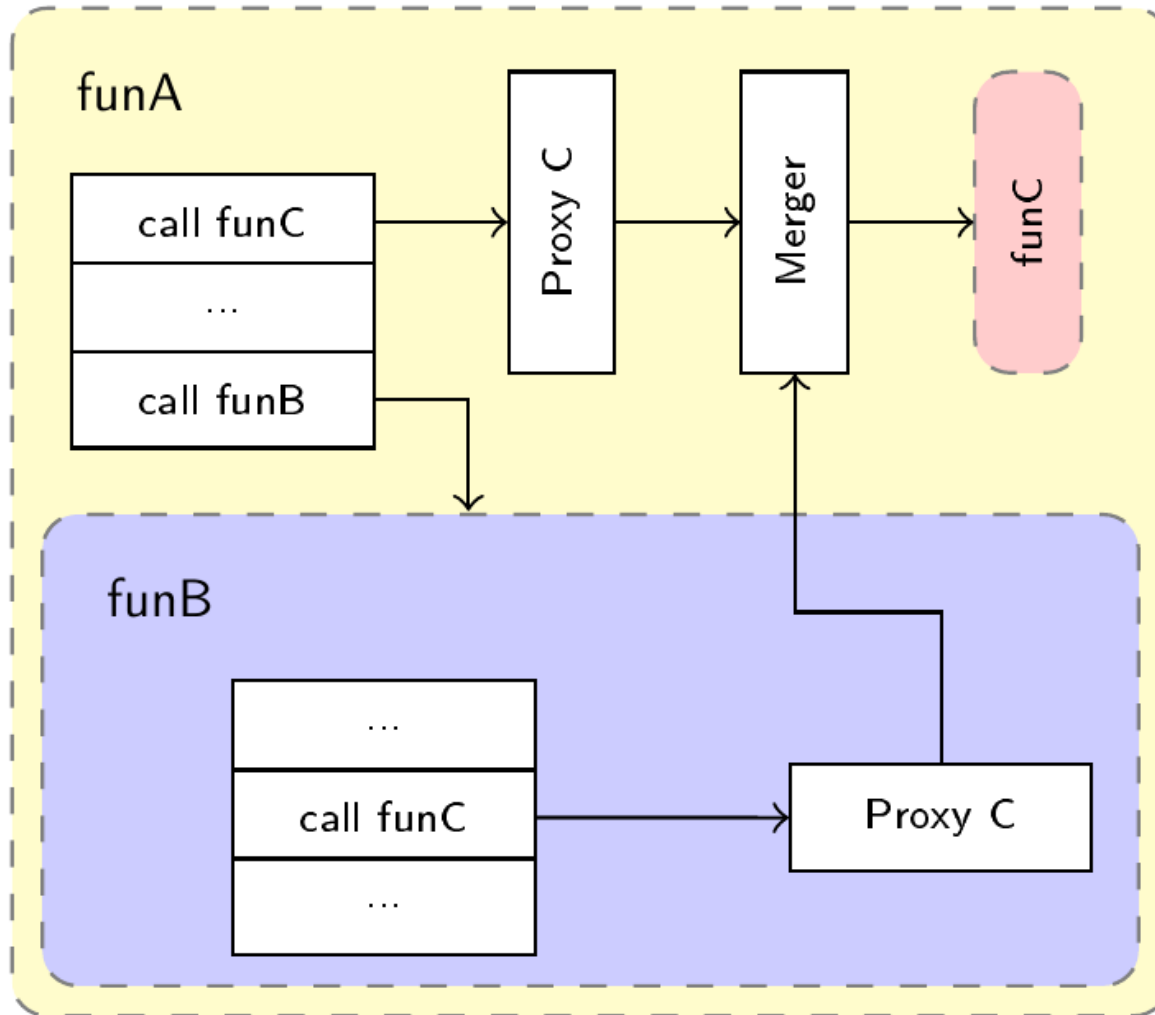 funA
call funC
...
call funB
Proxy C
Merger
funC
funB
...
call funC
...
Proxy C